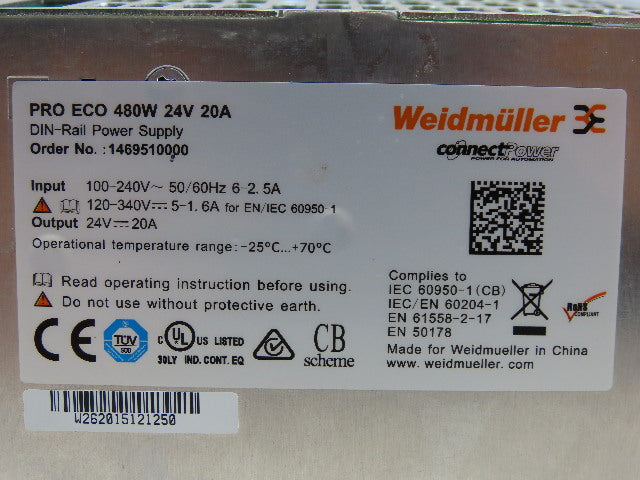 PRO ECO 480W 24V 20A
DIN-Rail Power Supply
Order No. :1469510000
Weidmüller
connectPower
POWER FOR AUTOMATION
Input 100-240V~ 50/60Hz 6-2.5A
120-340V⎓ 5-1.6A for EN/IEC 60950-1
Output 24V⎓ 20A
Operational temperature range: -25°C...+70°C
Read operating instruction before using.
Do not use without protective earth.
Complies to
IEC 60950-1(CB)
IEC/EN 60204-1
EN 61558-2-17
EN 50178
RoHS
COMPLIANT
CE
TÜV
SÜD
c UL US LISTED
30LY IND. CONT. EQ
CB
scheme
Made for Weidmueller in China
www.weidmueller.com
W262015121250